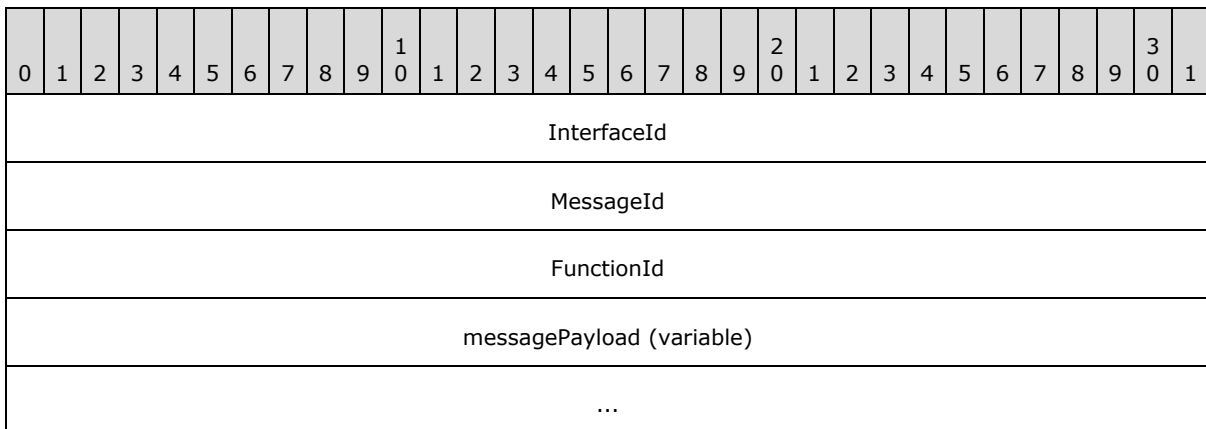 0 1 2 3 4 5 6 7 8 9 1 0 1 2 3 4 5 6 7 8 9 2 0 1 2 3 4 5 6 7 8 9 3 0 1
InterfaceId
MessageId
FunctionId
messagePayload (variable)
...